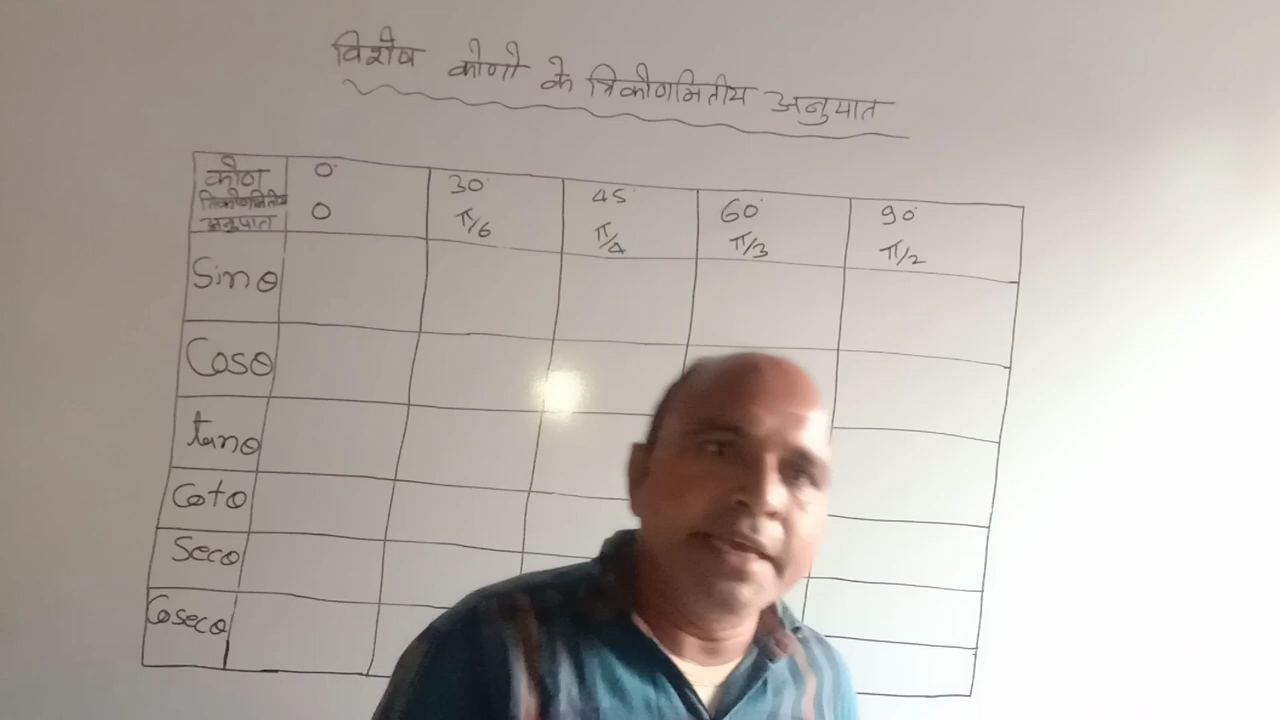 विशेष कोणो के त्रिकोणमितीय अनुपात
कोण 0° 30° 45° 60° 90°
त्रिकोणमितीय
अनुपात 0 π/6 π/4 π/3 π/2
Sinθ
Cosθ
tanθ
Cotθ
Secθ
Cosecθ